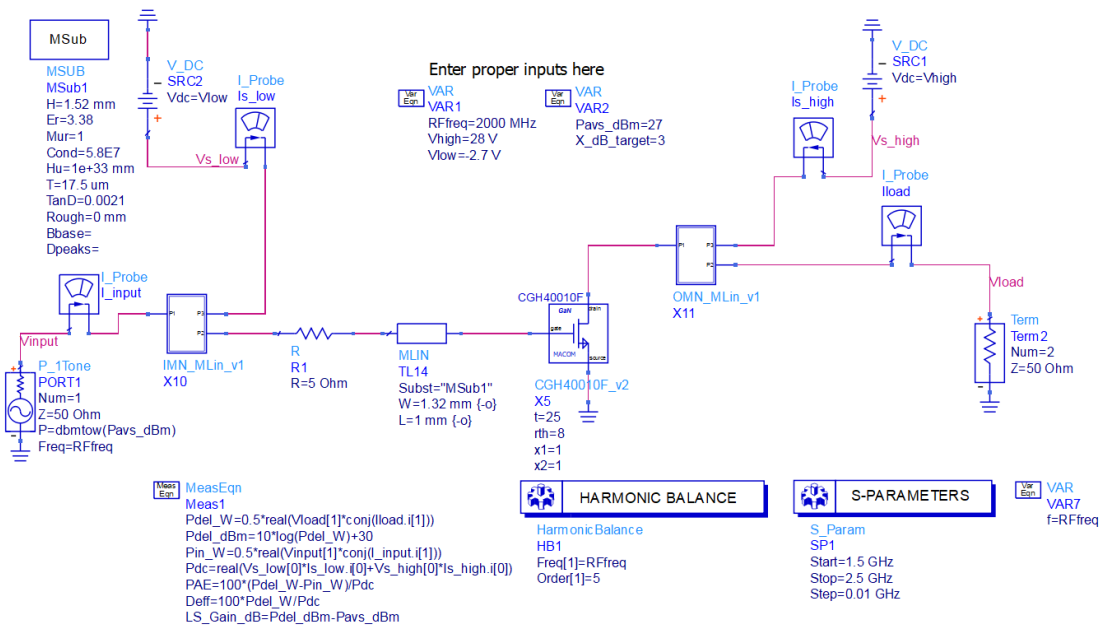 MSub
MSUB
MSub1
H=1.52 mm
Er=3.38
Mur=1
Cond=5.8E7
Hu=1e+33 mm
T=17.5 um
TanD=0.0021
Rough=0 mm
Bbase=
Dpeaks=
V_DC
SRC2
Vdc=Vlow
I_Probe
Is_low
Vs_low
Enter proper inputs here
Var
Eqn
VAR
VAR1
RFfreq=2000 MHz
Vhigh=28 V
Vlow=-2.7 V
Var
Eqn
VAR
VAR2
Pavs_dBm=27
X_dB_target=3
V_DC
SRC1
Vdc=Vhigh
I_Probe
Is_high
Vs_high
I_Probe
Iload
I_Probe
I_input
Vinput
P_1Tone
PORT1
Num=1
Z=50 Ohm
P=dbmtow(Pavs_dBm)
Freq=RFfreq
P1
P3
P2
IMN_MLin_v1
X10
R
R1
R=5 Ohm
MLIN
TL14
Subst="MSub1"
W=1.32 mm {-o}
L=1 mm {-o}
CGH40010F
GaN
drain
gate
MACOM
source
CGH40010F_v2
X5
t=25
rth=8
x1=1
x2=1
P1
P3
P2
OMN_MLin_v1
X11
Vload
Term
Term2
Num=2
Z=50 Ohm
Meas
Eqn
MeasEqn
Meas1
Pdel_W=0.5*real(Vload[1]*conj(Iload.i[1]))
Pdel_dBm=10*log(Pdel_W)+30
Pin_W=0.5*real(Vinput[1]*conj(I_input.i[1]))
Pdc=real(Vs_low[0]*Is_low.i[0]+Vs_high[0]*Is_high.i[0])
PAE=100*(Pdel_W-Pin_W)/Pdc
Deff=100*Pdel_W/Pdc
LS_Gain_dB=Pdel_dBm-Pavs_dBm
HARMONIC BALANCE
HarmonicBalance
HB1
Freq[1]=RFfreq
Order[1]=5
S-PARAMETERS
S_Param
SP1
Start=1.5 GHz
Stop=2.5 GHz
Step=0.01 GHz
Var
Eqn
VAR
VAR7
f=RFfreq